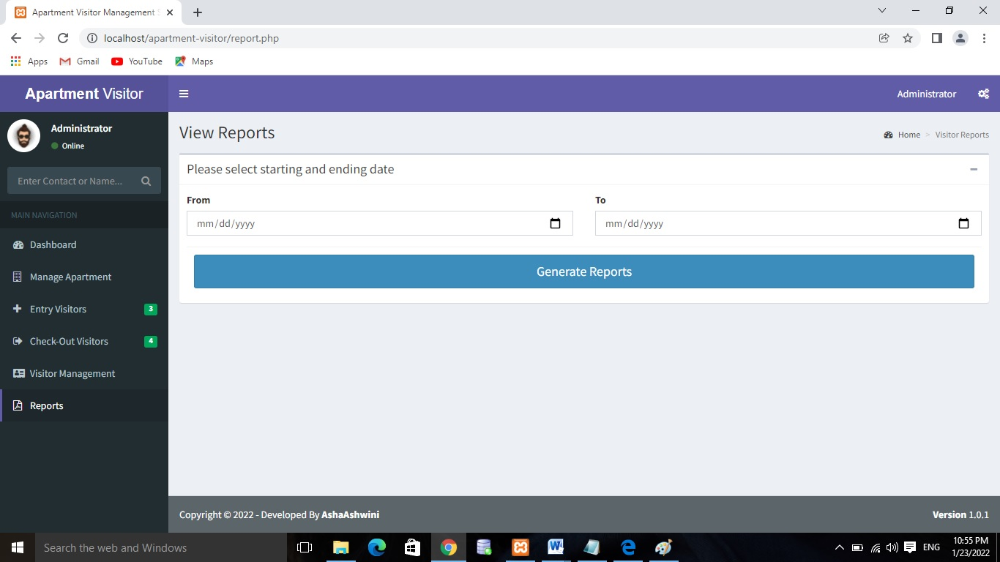 Apartment Visitor Management S
localhost/apartment-visitor/report.php
Apps Gmail YouTube Maps
Apartment Visitor
Administrator
Administrator
Online
View Reports
Home > Visitor Reports
Enter Contact or Name...
Please select starting and ending date
From To
mm/dd/yyyy mm/dd/yyyy
Generate Reports
MAIN NAVIGATION
Dashboard
Manage Apartment
Entry Visitors 3
Check-Out Visitors 4
Visitor Management
Reports
Copyright © 2022 - Developed By AshaAshwini Version 1.0.1
Search the web and Windows
ENG
10:55 PM
1/23/2022